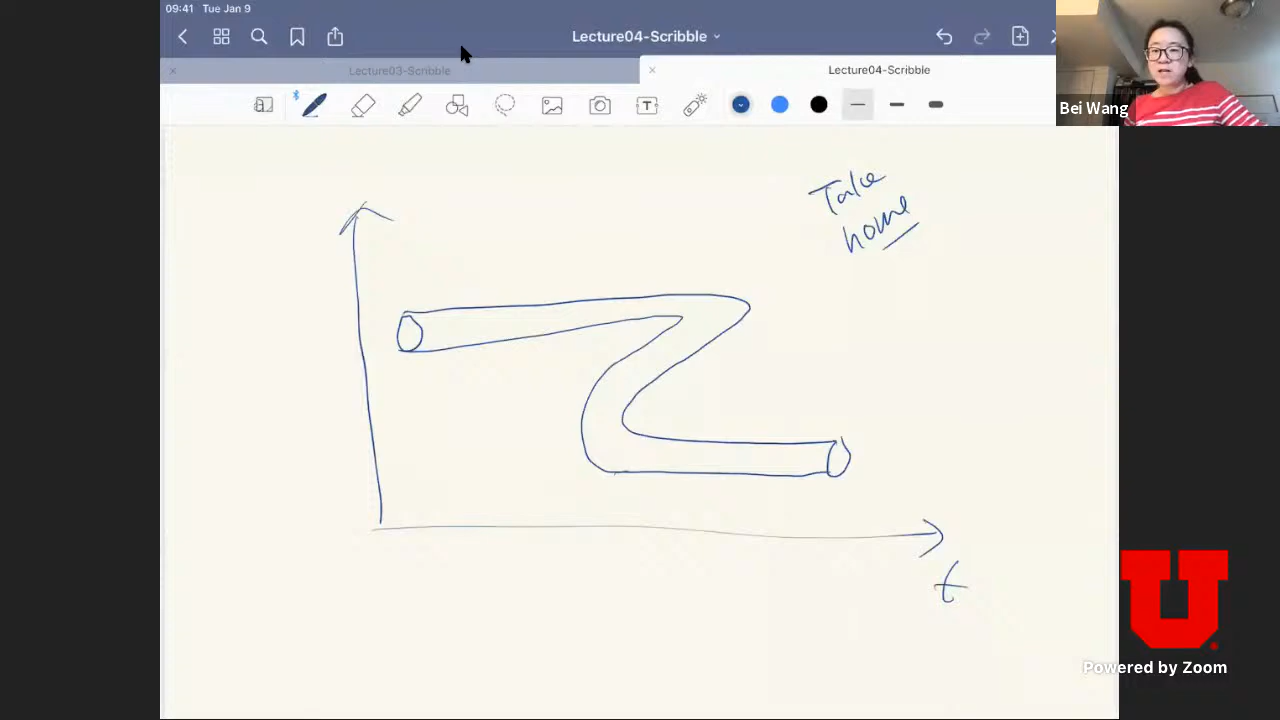 09:41 Tue Jan 9
Lecture04-Scribble
Lecture03-Scribble
Lecture04-Scribble
T
Bei Wang
Take
home
t
U
Powered by Zoom